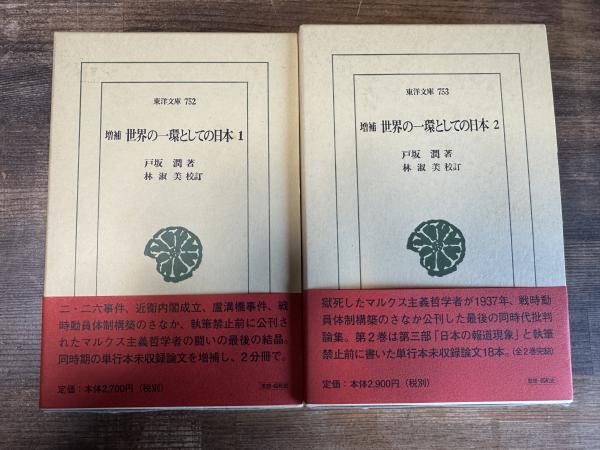 東洋文庫 752
増補 世界の一環としての日本 1
戸坂 潤 著
林 淑美 校訂
二・二六事件、近衛内閣成立、盧溝橋事件、戦
時動員体制構築のさなか、執筆禁止前に公刊さ
れたマルクス主義哲学者の闘いの最後の結晶。
同時期の単行本未収録論文を増補し、2分冊で。
定価：本体2,700円（税別）
東洋文庫 753
増補 世界の一環としての日本 2
戸坂 潤 著
林 淑美 校訂
獄死したマルクス主義哲学者が1937年、戦時動
員体制構築のさなか公刊した最後の同時代批判
論集。第2巻は第三部「日本の報道現象」と執筆
禁止前に書いた単行本未収録論文18本。（全2巻完結）
定価：本体2,900円（税別）